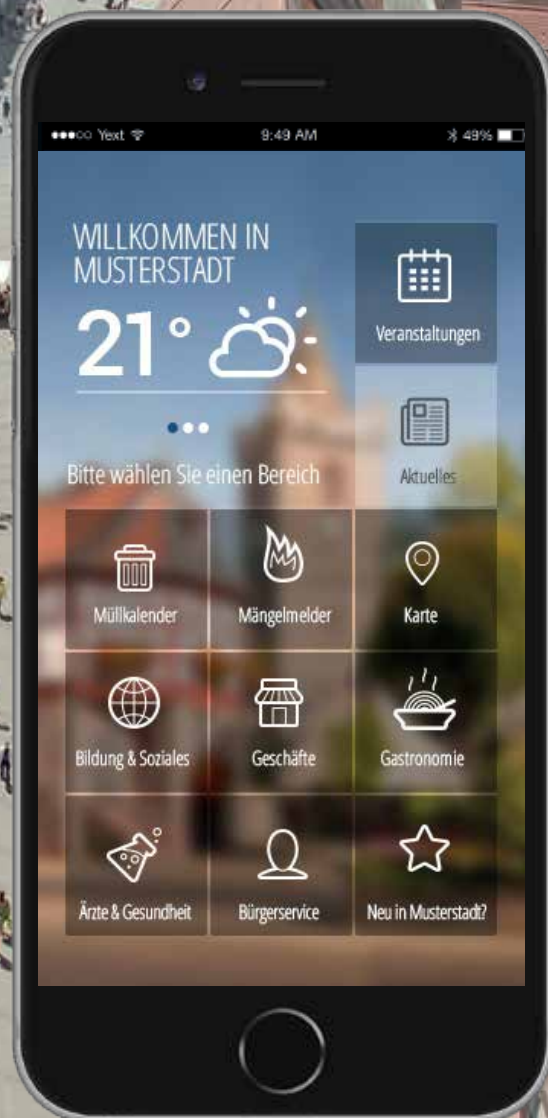 Yext
9:49 AM
49%
WILLKOMMEN IN
MUSTERSTADT
21°
Veranstaltungen
Aktuelles
Bitte wählen Sie einen Bereich
Müllkalender
Mängelmelder
Karte
Bildung & Soziales
Geschäfte
Gastronomie
Ärzte & Gesundheit
Bürgerservice
Neu in Musterstadt?